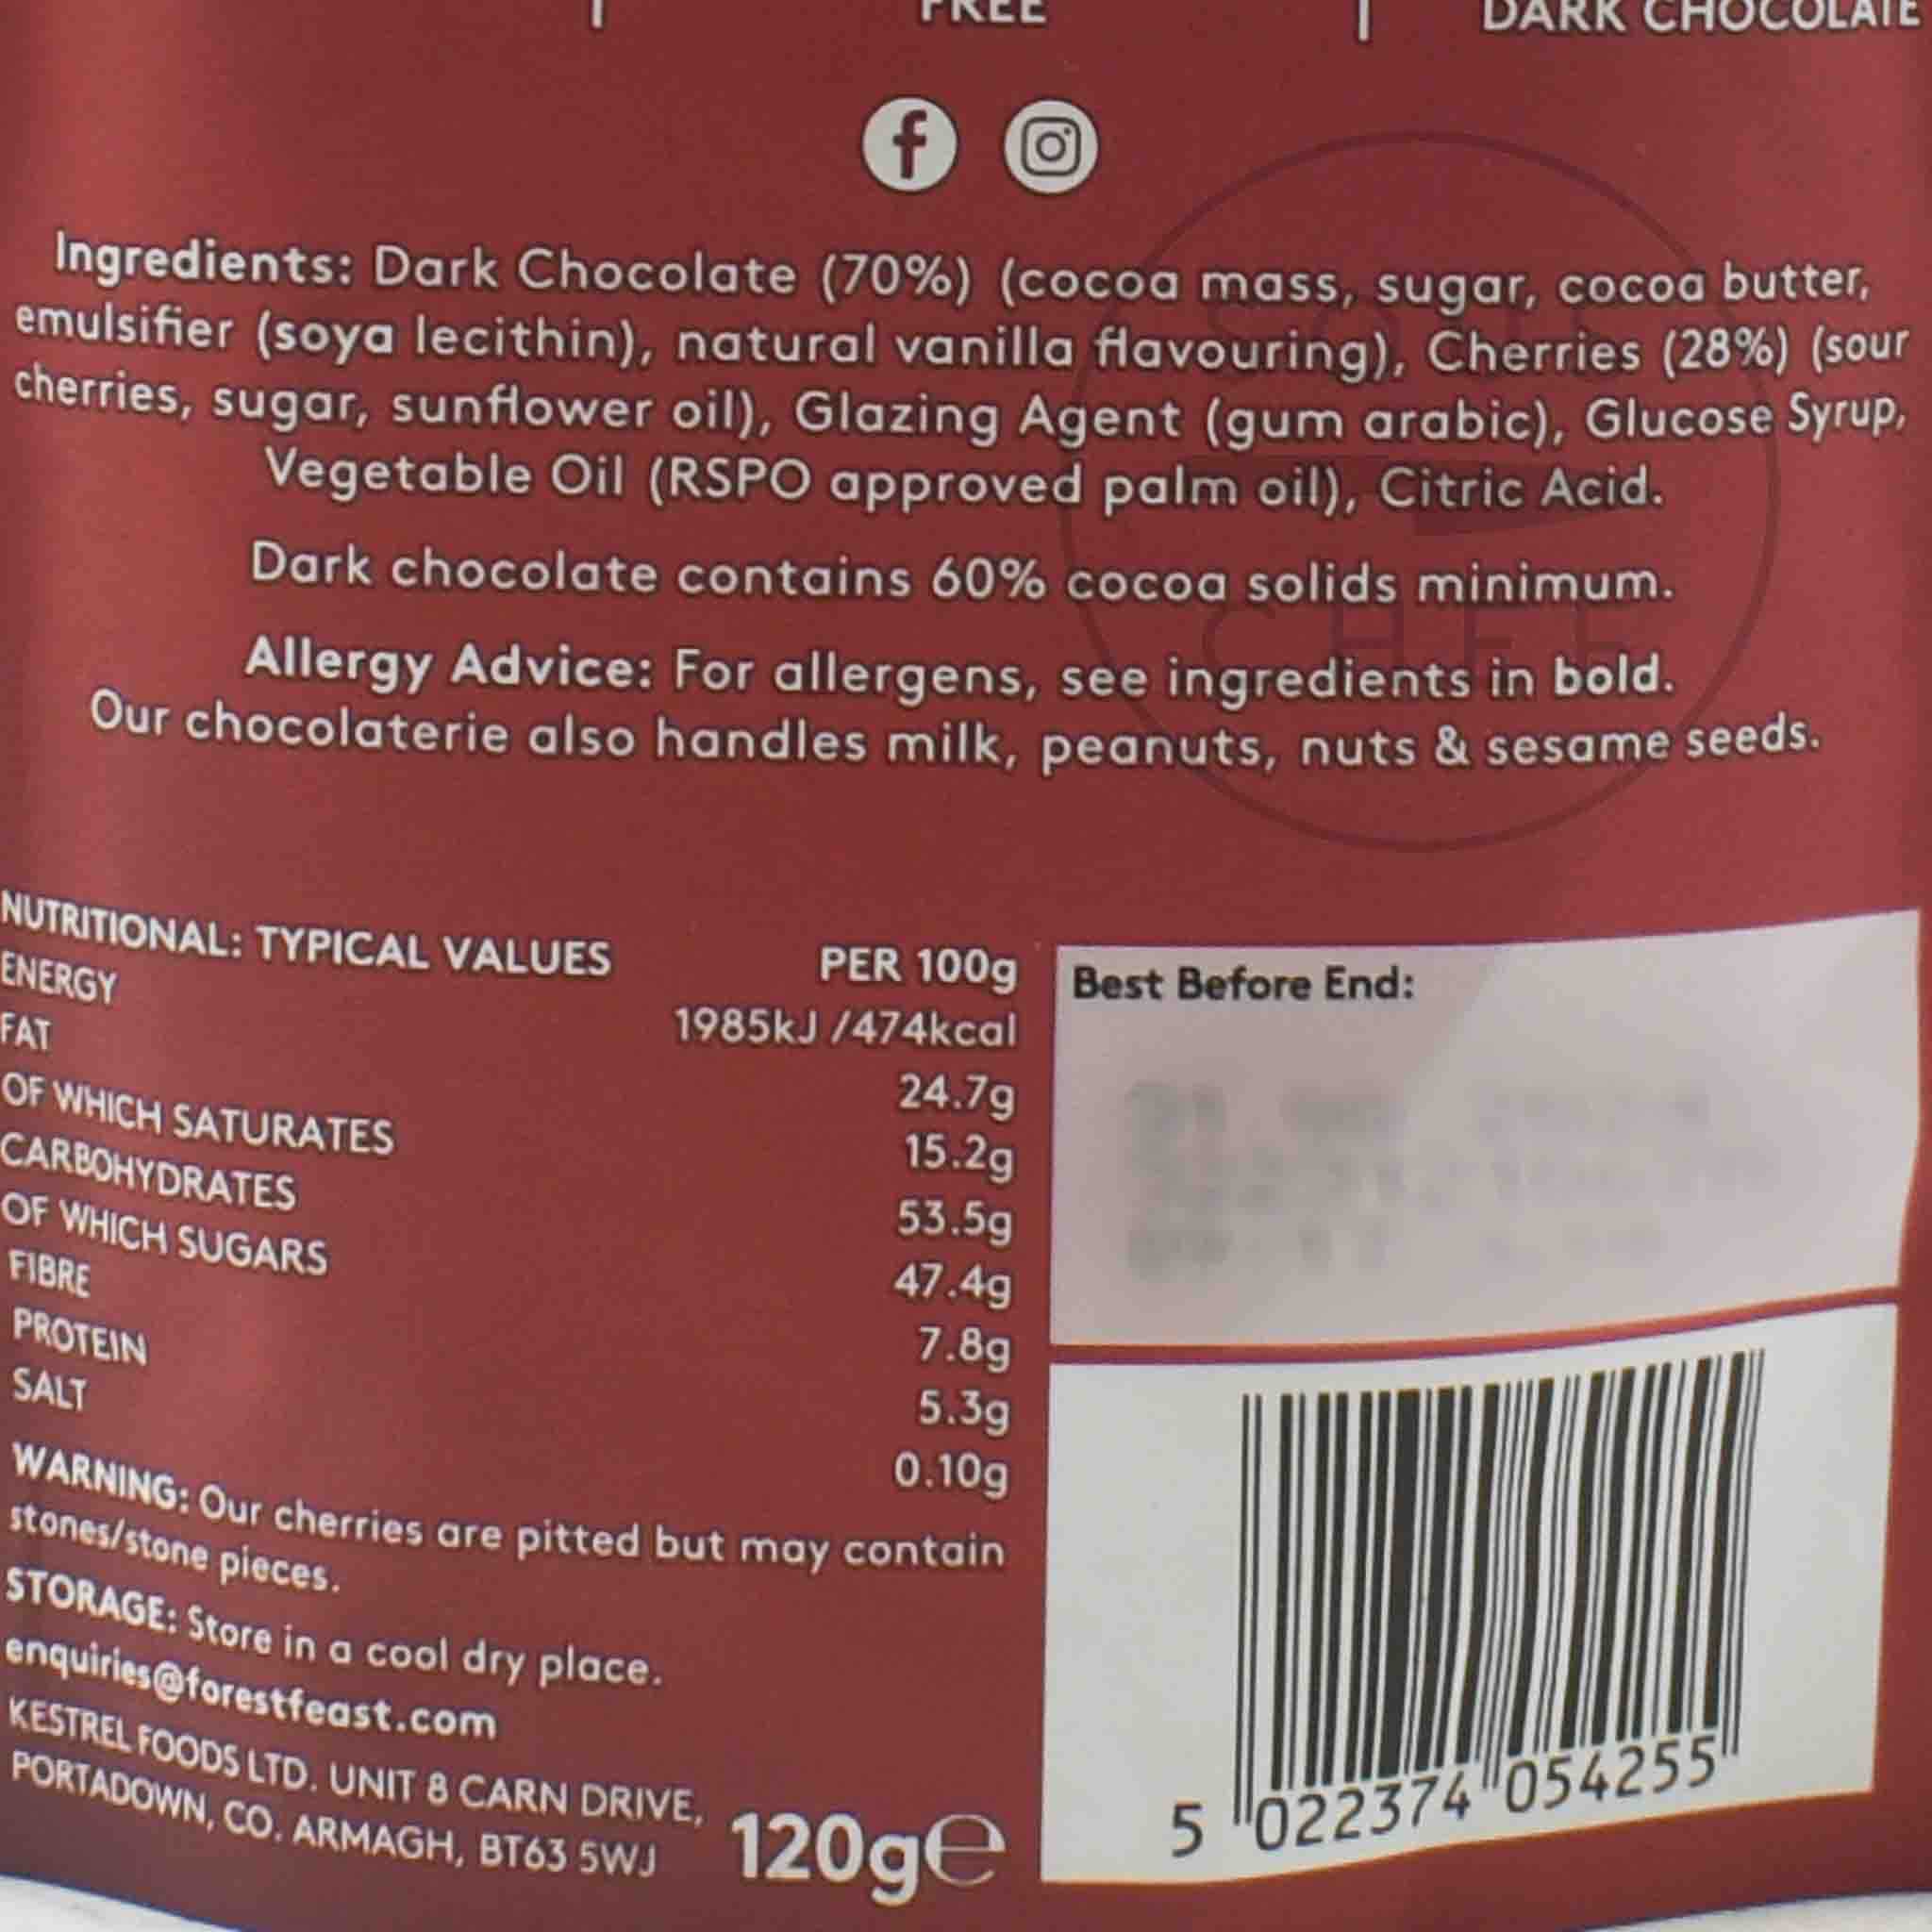 FREE
DARK CHOCOLATE
Ingredients: Dark Chocolate (70%) (cocoa mass, sugar, cocoa butter,
emulsifier (soya lecithin), natural vanilla flavouring), Cherries (28%) (sour
cherries, sugar, sunflower oil), Glazing Agent (gum arabic), Glucose Syrup,
Vegetable Oil (RSPO approved palm oil), Citric Acid.
Dark chocolate contains 60% cocoa solids minimum.
Allergy Advice: For allergens, see ingredients in bold.
Our chocolaterie also handles milk, peanuts, nuts & sesame seeds.
NUTRITIONAL: TYPICAL VALUES PER 100g
ENERGY 1985kJ /474kcal
FAT 24.7g
OF WHICH SATURATES 15.2g
CARBOHYDRATES 53.5g
OF WHICH SUGARS 47.4g
FIBRE 7.8g
PROTEIN 5.3g
SALT 0.10g
WARNING: Our cherries are pitted but may contain
stones/stone pieces.
STORAGE: Store in a cool dry place.
enquiries@forestfeast.com
KESTREL FOODS LTD. UNIT 8 CARN DRIVE,
PORTADOWN, CO. ARMAGH, BT63 5WJ
120g℮
Best Before End:
5 022374 054255
SOUS
CHEF